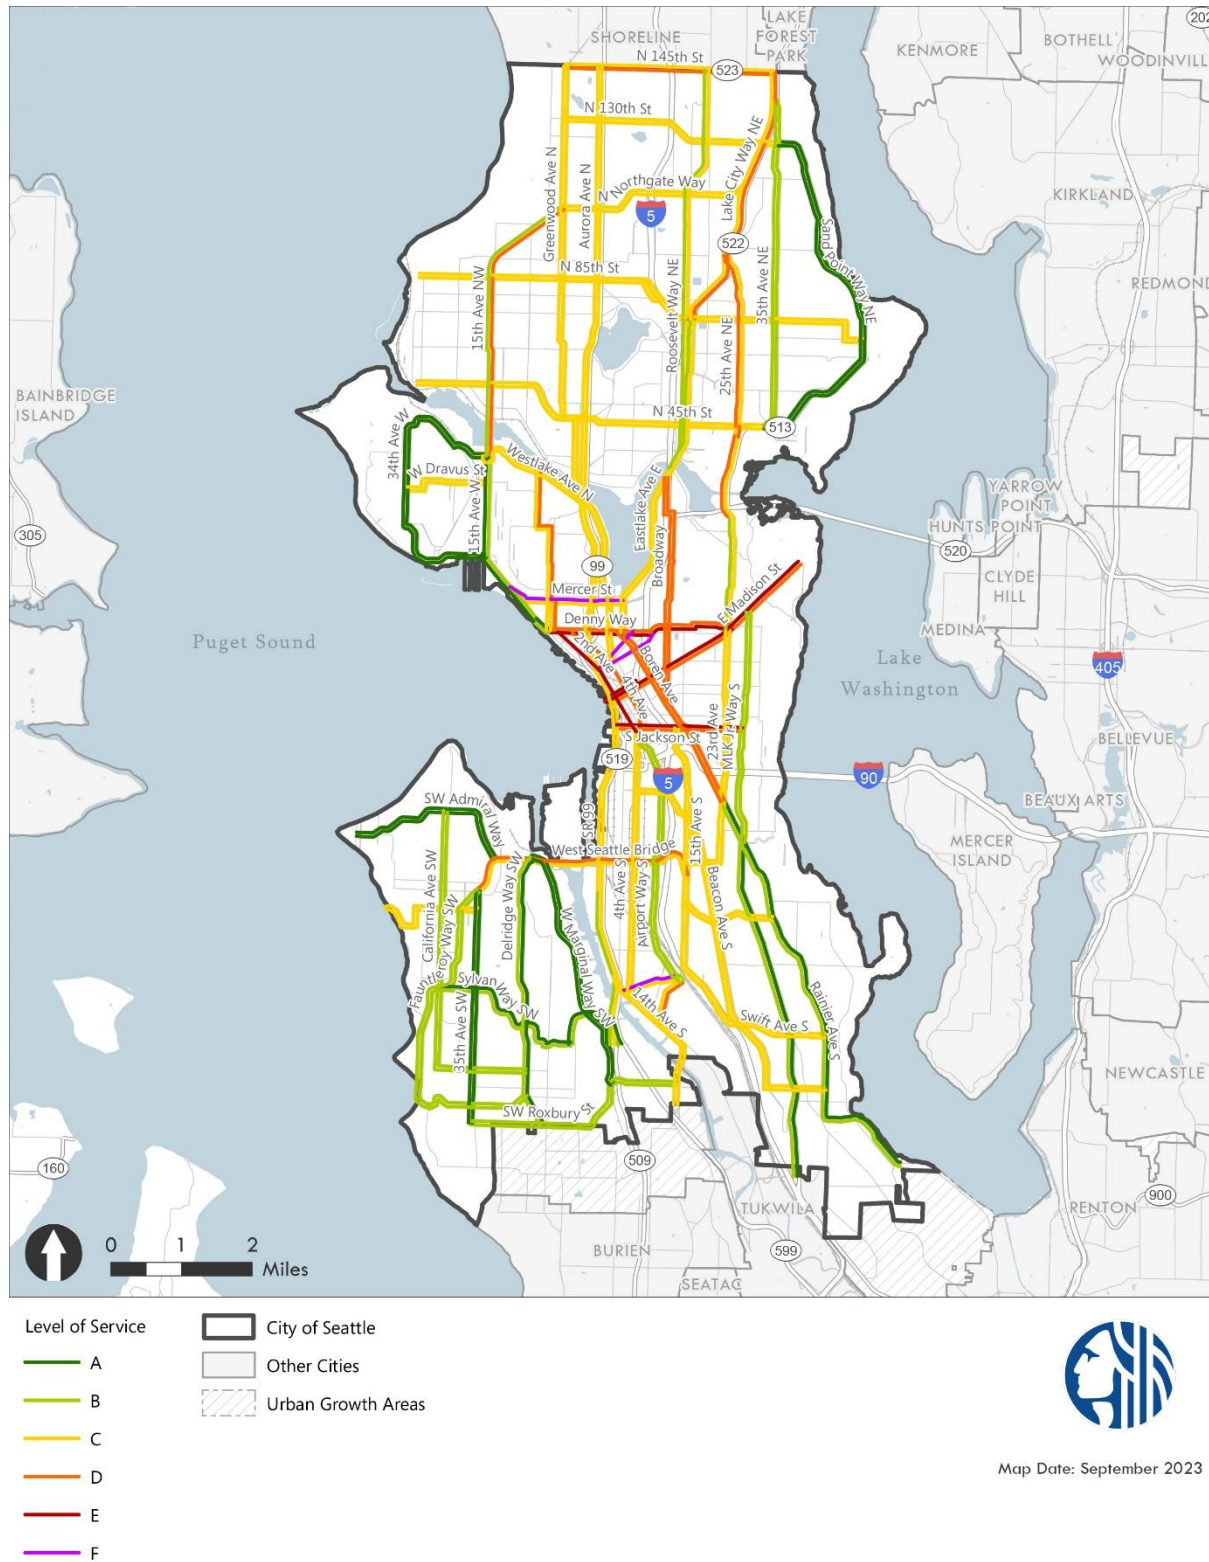 LAKE
FOREST
PARK
SHORELINE
202
BOTHELL
KENMORE
WOODINVILL
N 145th St
523
N 130th St
Greenwood Ave N
Aurora Ave N
Lake City Way NE
N Northgate Way
5
KIRKLAND
522
Sand Point Way NE
N 85th St
35th Ave NE
Roosevelt Way NE
15th Ave NW
25th Ave NE
REDMOND
BAINBRIDGE
ISLAND
N 45th St
513
34th Ave W
W Dravus St
Westlake Ave N
15th Ave W
Eastlake Ave E
Broadway
YARROW
POINT
HUNTS POINT
305
520
99
CLYDE
HILL
Mercer St
E Madison St
Denny Way
MEDINA
Puget Sound
2nd Ave
Boren Ave
4th Ave
Lake
Washington
405
23rd Ave
MLK Jr Way S
S Jackson St
BELLEVUE
519
5
90
SW Admiral Way
BEAUX ARTS
SR 99
West Seattle Bridge
15th Ave S
MERCER
ISLAND
California Ave SW
Fauntleroy Way SW
Delridge Way SW
W Marginal Way SW
4th Ave S
Airport Way S
Beacon Ave S
Sylvan Way SW
35th Ave SW
14th Ave S
Swift Ave S
Rainier Ave S
NEWCASTLE
SW Roxbury St
160
509
TUKWILA
RENTON
900
BURIEN
599
SEATAC
0 1 2
Miles
Level of Service
A
B
C
D
E
F
City of Seattle
Other Cities
Urban Growth Areas
Map Date: September 2023